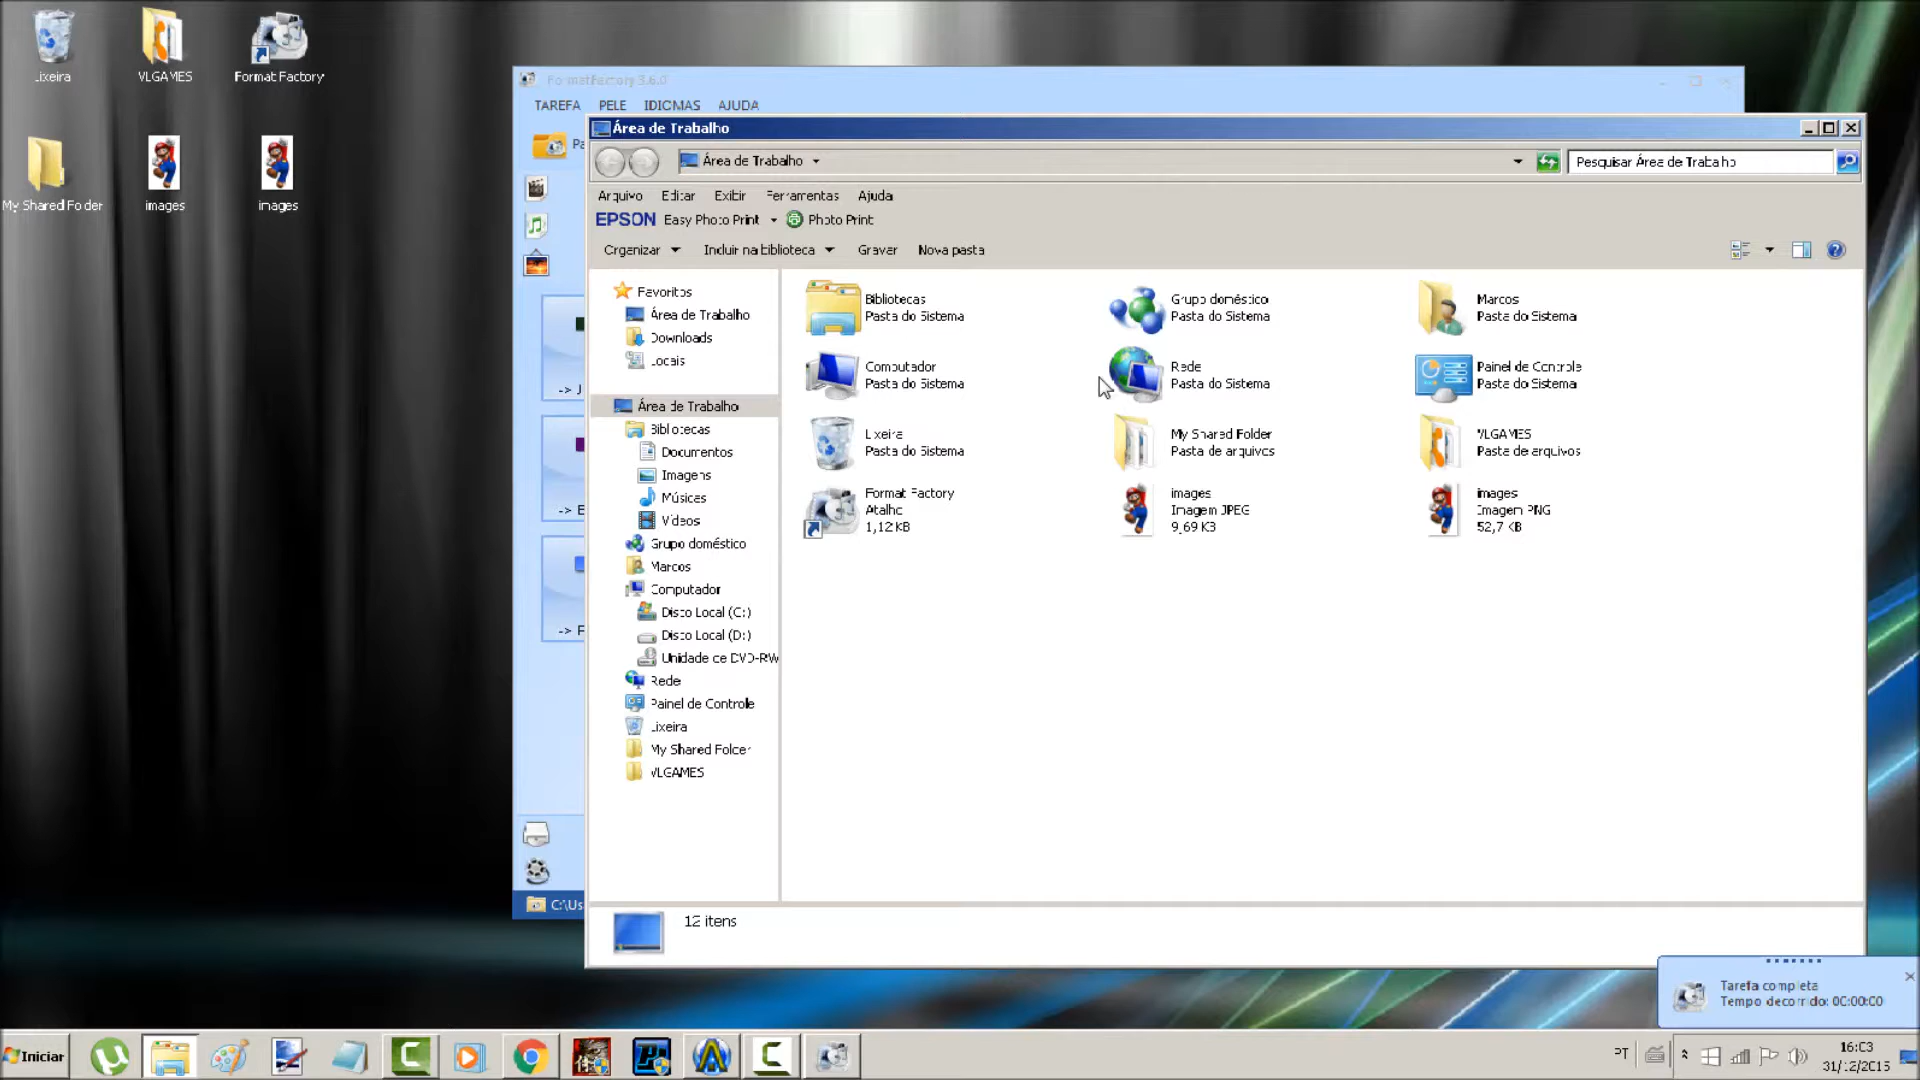 Lixeira
VLGAMES
Format Factory
My Shared Folder
images
images
FormatFactory 3.6.0
TAREFA PELE IDIOMAS AJUDA
Pa
-> J
-> E
-> F
C:\Us
Área de Trabalho
Área de Trabalho
Pesquisar Área de Trabalho
Arquivo Editar Exibir Ferramentas Ajuda
EPSON Easy Photo Print Photo Print
Organizar Incluir na biblioteca Gravar Nova pasta
Favoritos
Área de Trabalho
Downloads
Locais
Área de Trabalho
Bibliotecas
Documentos
Imagens
Músicas
Vídeos
Grupo doméstico
Marcos
Computador
Disco Local (C:)
Disco Local (D:)
Unidade de DVD-RW
Rede
Painel de Controle
Lixeira
My Shared Folder
VLGAMES
Bibliotecas
Pasta do Sistema
Grupo doméstico
Pasta do Sistema
Marcos
Pasta do Sistema
Computador
Pasta do Sistema
Rede
Pasta do Sistema
Painel de Controle
Pasta do Sistema
Lixeira
Pasta do Sistema
My Shared Folder
Pasta de arquivos
VLGAMES
Pasta de arquivos
Format Factory
Atalho
1,12 KB
images
Imagem JPEG
9,69 KB
images
Imagem PNG
52,7 KB
12 itens
Tarefa completa
Tempo decorrido: 00:00:00
Iniciar
PT
16:03
31/12/2015